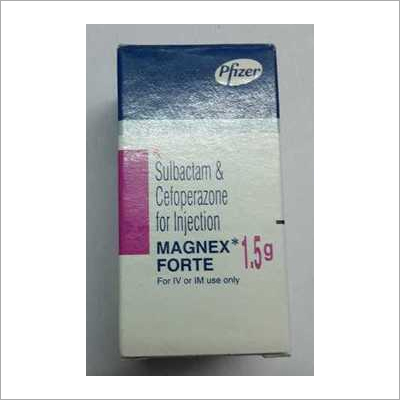 Pfizer
Sulbactam &
Cefoperazone
for Injection
MAGNEX* 1.5g
FORTE
For IV or IM use only